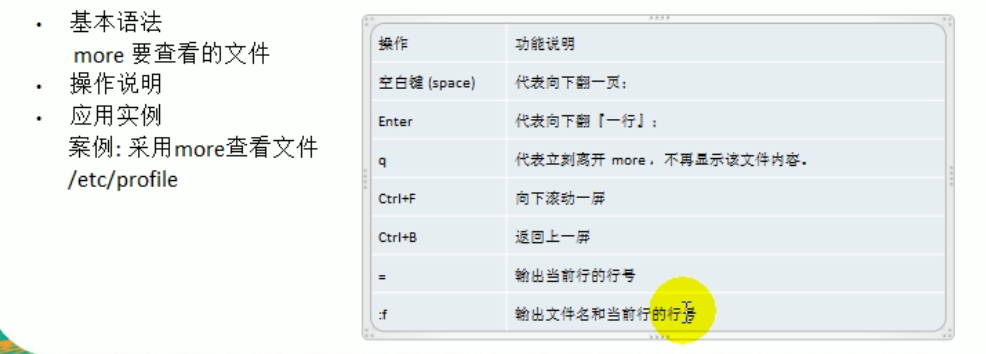 • 基本语法
more 要查看的文件
• 操作说明
• 应用实例
案例: 采用more查看文件
/etc/profile
操作 功能说明
空白键 (space) 代表向下翻一页；
Enter 代表向下翻『一行』；
q 代表立刻离开 more ，不再显示该文件内容。
Ctrl+F 向下滚动一屏
Ctrl+B 返回上一屏
= 输出当前行的行号
:f 输出文件名和当前行的行号